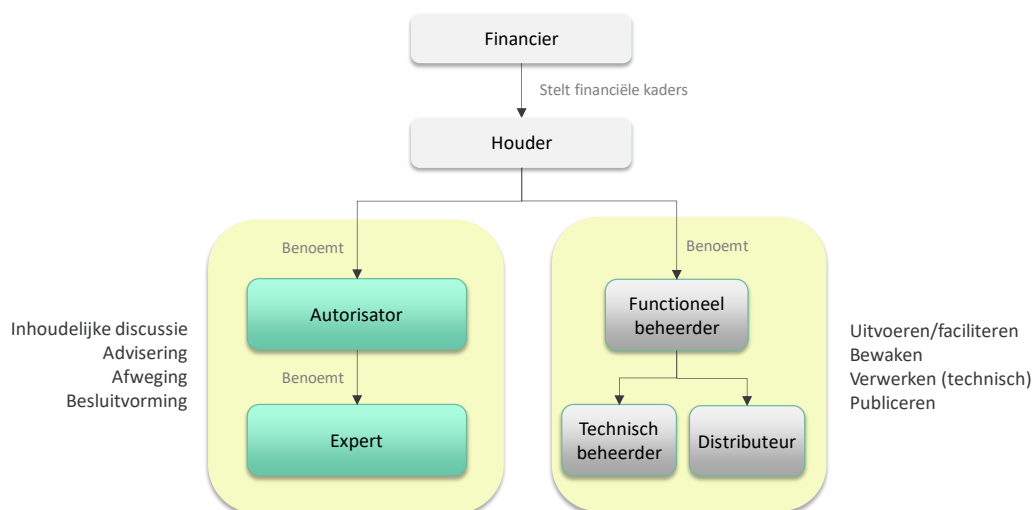 Financier
Stelt financiële kaders
Houder
Benoemt
Autorisator
Benoemt
Expert
Inhoudelijke discussie
Advisering
Afweging
Besluitvorming
Benoemt
Functioneel
beheerder
Technisch
beheerder
Distributeur
Uitvoeren/faciliteren
Bewaken
Verwerken (technisch)
Publiceren